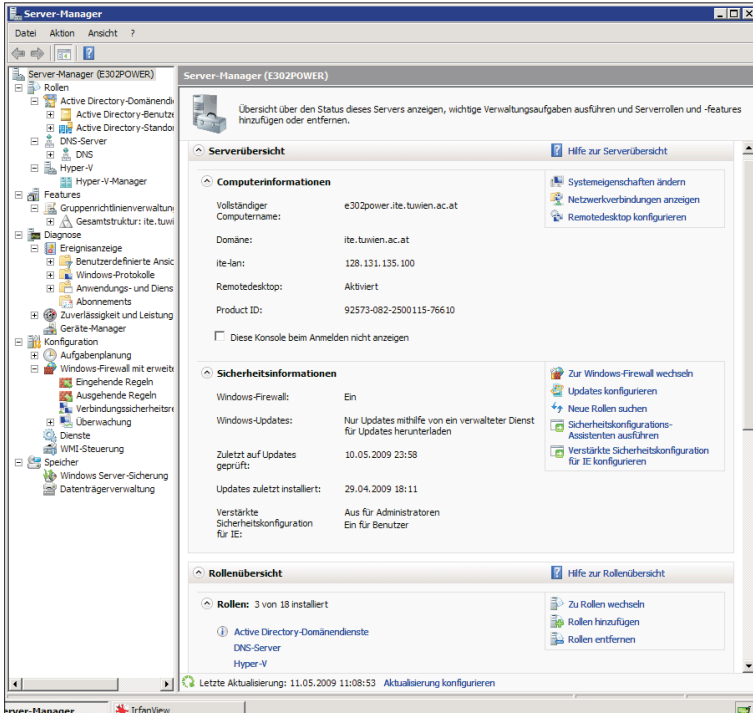 Server-Manager
Datei Aktion Ansicht ?
Server-Manager (E302POWER)
Rollen
Active Directory-Domänendi
Active Directory-Benutze
Active Directory-Standor
DNS-Server
DNS
Hyper-V
Hyper-V-Manager
Features
Gruppenrichtlinienverwaltun
Gesamtstruktur: ite.tuwi
Diagnose
Ereignisanzeige
Benutzerdefinierte Ansic
Windows-Protokolle
Anwendungs- und Diens
Abonnements
Zuverlässigkeit und Leistung
Geräte-Manager
Konfiguration
Aufgabenplanung
Windows-Firewall mit erweite
Eingehende Regeln
Ausgehende Regeln
Verbindungssicherheitsre
Überwachung
Dienste
WMI-Steuerung
Speicher
Windows Server-Sicherung
Datenträgerverwaltung
Server-Manager (E302POWER)
Übersicht über den Status dieses Servers anzeigen, wichtige Verwaltungsaufgaben ausführen und Serverrollen und -features
hinzufügen oder entfernen.
Serverübersicht
Hilfe zur Serverübersicht
Computerinformationen
Vollständiger Computername: e302power.ite.tuwien.ac.at
Domäne: ite.tuwien.ac.at
ite-lan: 128.131.135.100
Remotedesktop: Aktiviert
Product ID: 92573-082-2500115-76610
Diese Konsole beim Anmelden nicht anzeigen
Systemeigenschaften ändern
Netzwerkverbindungen anzeigen
Remotedesktop konfigurieren
Sicherheitsinformationen
Windows-Firewall: Ein
Windows-Updates: Nur Updates mithilfe von ein verwalteter Dienst
für Updates herunterladen
Zuletzt auf Updates geprüft: 10.05.2009 23:58
Updates zuletzt installiert: 29.04.2009 18:11
Verstärkte Sicherheitskonfiguration für IE: Aus für Administratoren
Ein für Benutzer
Zur Windows-Firewall wechseln
Updates konfigurieren
Neue Rollen suchen
Sicherheitskonfigurations-
Assistenten ausführen
Verstärkte Sicherheitskonfiguration
für IE konfigurieren
Rollenübersicht
Hilfe zur Rollenübersicht
Rollen: 3 von 18 installiert
Active Directory-Domänendienste
DNS-Server
Hyper-V
Zu Rollen wechseln
Rollen hinzufügen
Rollen entfernen
Letzte Aktualisierung: 11.05.2009 11:08:53 Aktualisierung konfigurieren
erver-Manager
IrfanView